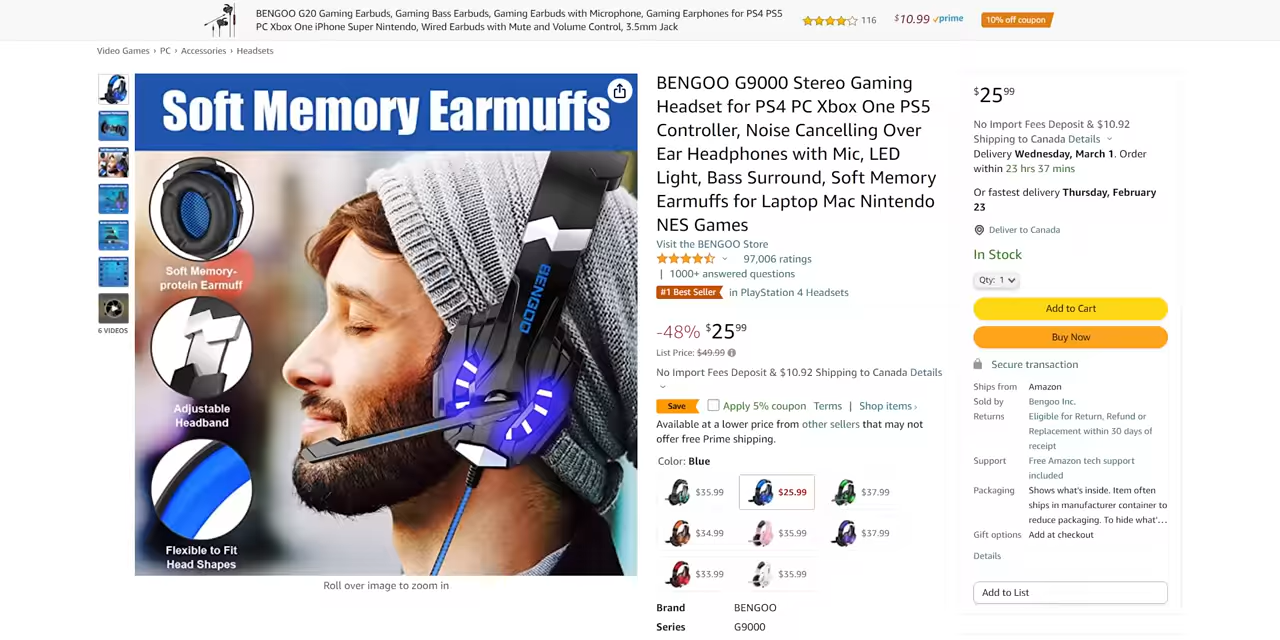 BENGOO G20 Gaming Earbuds, Gaming Bass Earbuds, Gaming Earbuds with Microphone, Gaming Earphones for PS4 PS5
PC Xbox One iPhone Super Nintendo, Wired Earbuds with Mute and Volume Control, 3.5mm Jack
116
$10.99 prime
10% off coupon
Video Games › PC › Accessories › Headsets
6 VIDEOS
Soft Memory Earmuffs
Soft Memory-
protein Earmuff
Adjustable
Headband
Flexible to Fit
Head Shapes
BENGOO
Roll over image to zoom in
BENGOO G9000 Stereo Gaming
Headset for PS4 PC Xbox One PS5
Controller, Noise Cancelling Over
Ear Headphones with Mic, LED
Light, Bass Surround, Soft Memory
Earmuffs for Laptop Mac Nintendo
NES Games
Visit the BENGOO Store
97,006 ratings
| 1000+ answered questions
#1 Best Seller in PlayStation 4 Headsets
-48% $2599
List Price: $49.99
No Import Fees Deposit & $10.92 Shipping to Canada Details
Save Apply 5% coupon Terms | Shop items ›
Available at a lower price from other sellers that may not
offer free Prime shipping.
Color: Blue
$35.99 $25.99 $37.99
$34.99 $35.99 $37.99
$33.99 $35.99
Brand BENGOO
Series G9000
$2599
No Import Fees Deposit & $10.92
Shipping to Canada Details
Delivery Wednesday, March 1. Order
within 23 hrs 37 mins
Or fastest delivery Thursday, February
23
Deliver to Canada
In Stock
Qty: 1
Add to Cart
Buy Now
Secure transaction
Ships from Amazon
Sold by Bengoo Inc.
Returns Eligible for Return, Refund or
Replacement within 30 days of
receipt
Support Free Amazon tech support
included
Packaging Shows what's inside. Item often
ships in manufacturer container to
reduce packaging. To hide what'…
Gift options Add at checkout
Details
Add to List